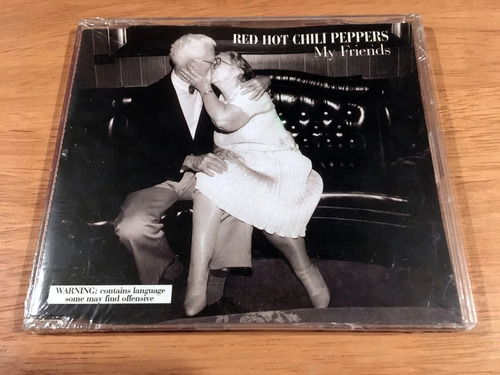 RED HOT CHILI PEPPERS
My Friends
WARNING: contains language
some may find offensive